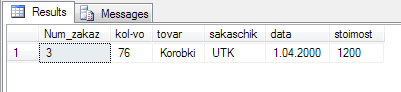 Results Messages
Num_zakaz kol-vo tovar sakaschik data stoimost
1 3 76 Korobki UTK 1.04.2000 1200